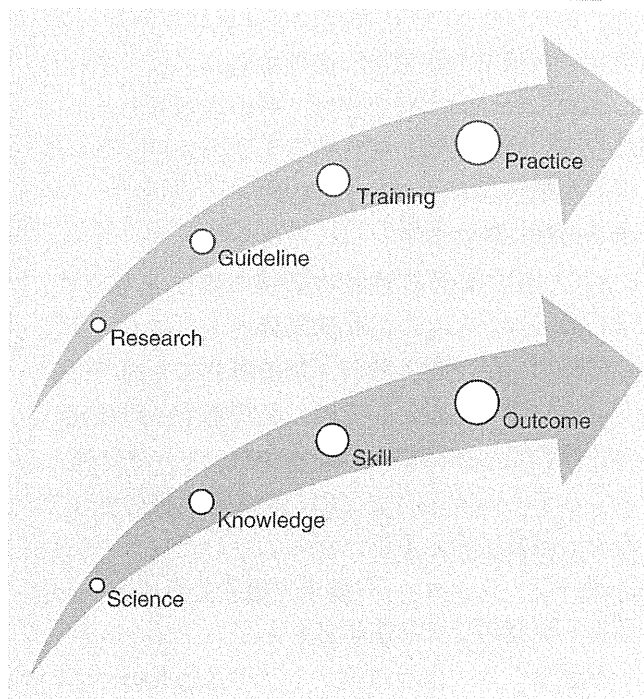 Practice
Training
Guideline
Research
Outcome
Skill
Knowledge
Science